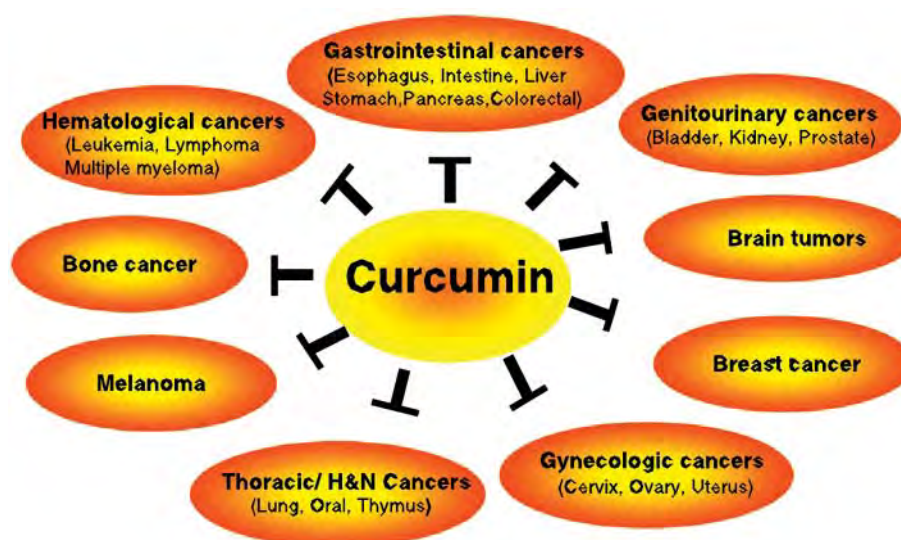 Gastrointestinal cancers
(Esophagus, Intestine, Liver
Stomach,Pancreas,Colorectal)
Hematological cancers
(Leukemia, Lymphoma
Multiple myeloma)
Genitourinary cancers
(Bladder, Kidney, Prostate)
Bone cancer
Curcumin
Brain tumors
Melanoma
Breast cancer
Thoracic/ H&N Cancers
(Lung, Oral, Thymus)
Gynecologic cancers
(Cervix, Ovary, Uterus)